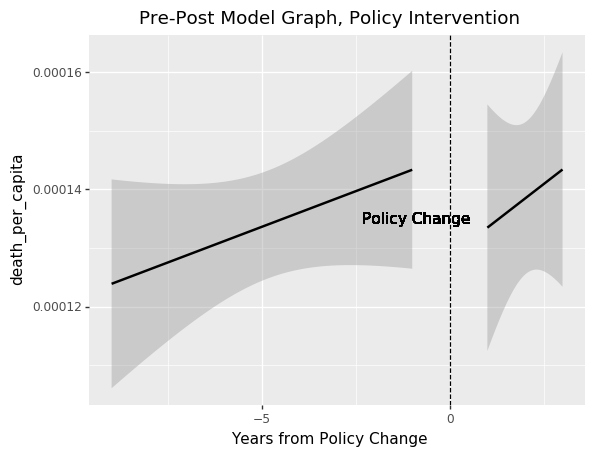 Pre-Post Model Graph, Policy Intervention
0.00016
0.00014
0.00012
death_per_capita
Policy Change
−5
0
Years from Policy Change